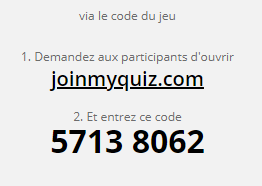 via le code du jeu
1. Demandez aux participants d'ouvrir
joinmyquiz.com
2. Et entrez ce code
5713 8062